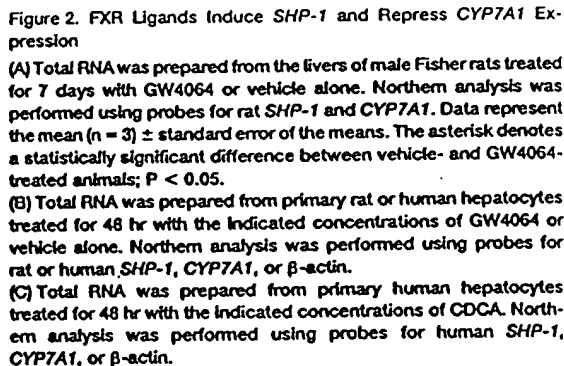 Figure 2. FXR Ligands Induce SHP-1 and Repress CYP7A1 Ex-
pression
(A) Total RNA was prepared from the livers of male Fisher rats treated
for 7 days with GW4064 or vehicle alone. Northern analysis was
performed using probes for rat SHP-1 and CYP7A1. Data represent
the mean (n = 3) ± standard error of the means. The asterisk denotes
a statistically significant difference between vehicle- and GW4064-
treated animals; P < 0.05.
(B) Total RNA was prepared from primary rat or human hepatocytes
treated for 48 hr with the indicated concentrations of GW4064 or
vehicle alone. Northern analysis was performed using probes for
rat or human SHP-1, CYP7A1, or β-actin.
(C) Total RNA was prepared from primary human hepatocytes
treated for 48 hr with the indicated concentrations of CDCA. North-
ern analysis was performed using probes for human SHP-1,
CYP7A1, or β-actin.